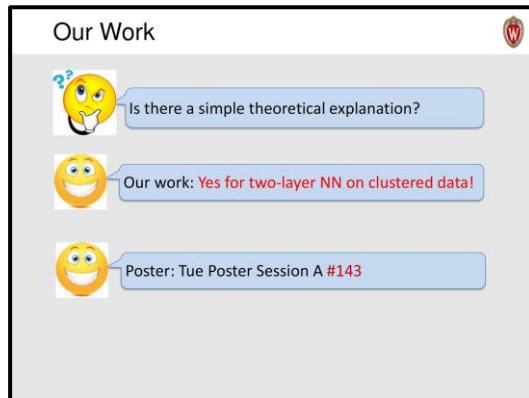 Our Work
W
??
Is there a simple theoretical explanation?
Our work: Yes for two-layer NN on clustered data!
Poster: Tue Poster Session A #143